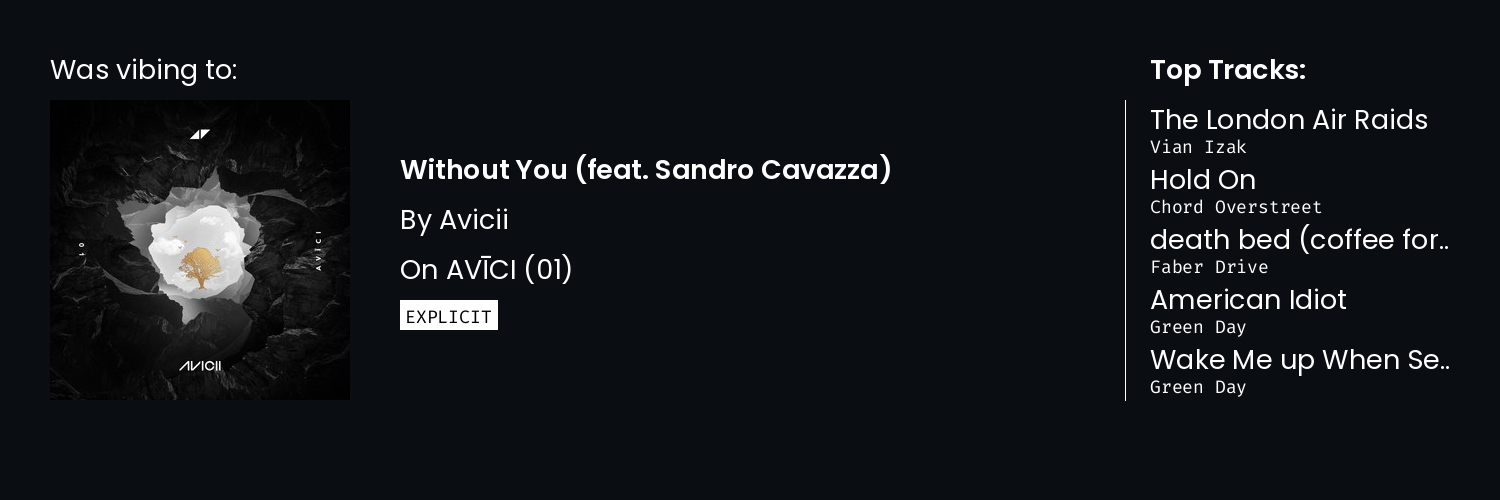 Was vibing to:
01
AVĪCI
AVICII
Without You (feat. Sandro Cavazza)
By Avicii
On AVĪCI (01)
EXPLICIT
Top Tracks:
The London Air Raids
Vian Izak
Hold On
Chord Overstreet
death bed (coffee for..
Faber Drive
American Idiot
Green Day
Wake Me up When Se..
Green Day